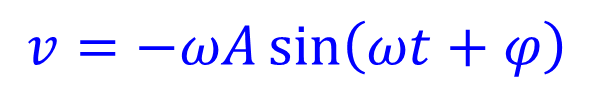 v = −ωA sin(ωt + φ)